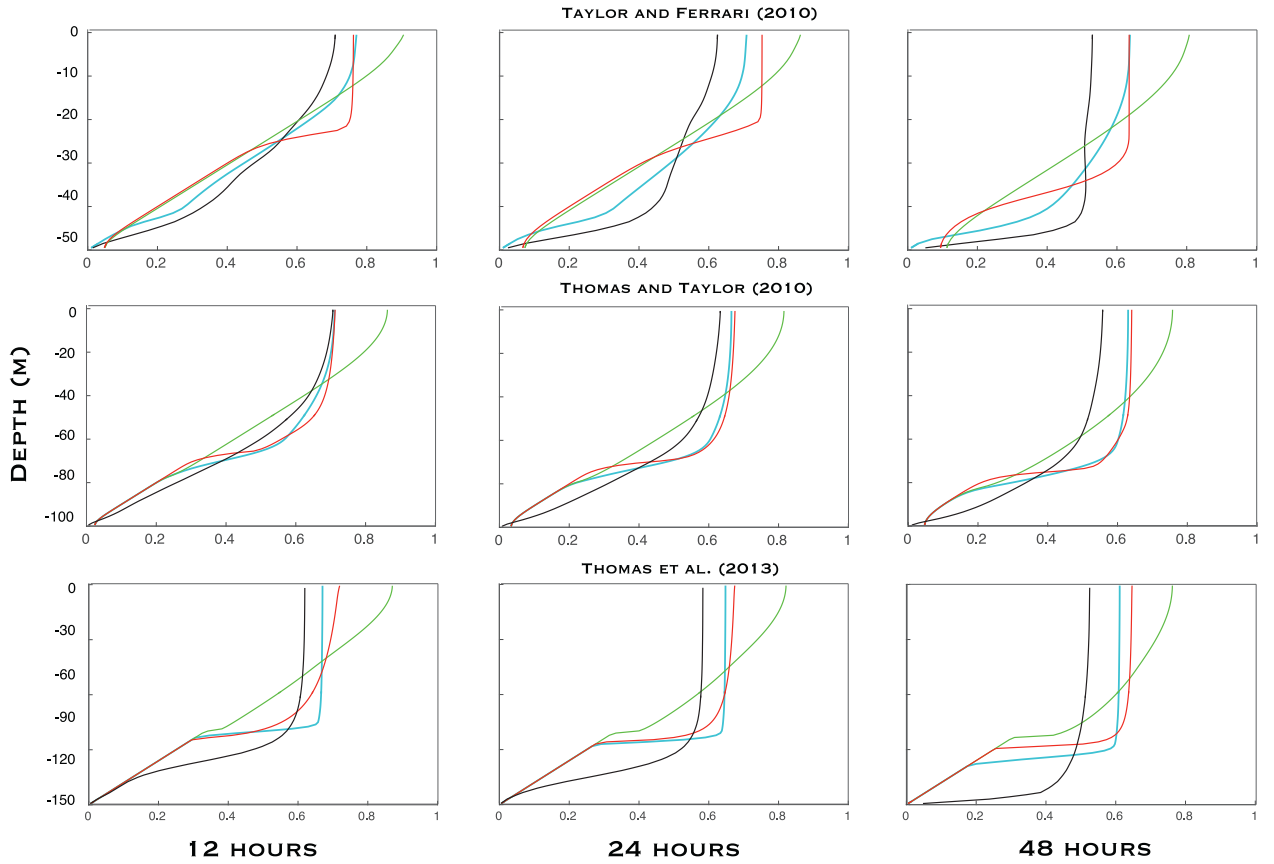 TAYLOR AND FERRARI (2010)
0
-10
-20
-30
-40
-50
0 0.2 0.4 0.6 0.8 1
0 0.2 0.4 0.6 0.8 1
0 0.2 0.4 0.6 0.8 1
THOMAS AND TAYLOR (2010)
DEPTH (M)
0
-20
-40
-60
-80
-100
0 0.2 0.4 0.6 0.8 1
0 0.2 0.4 0.6 0.8 1
0 0.2 0.4 0.6 0.8 1
THOMAS ET AL. (2013)
0
-30
-60
-90
-120
-150
0 0.2 0.4 0.6 0.8 1
0 0.2 0.4 0.6 0.8 1
0 0.2 0.4 0.6 0.8 1
12 HOURS
24 HOURS
48 HOURS